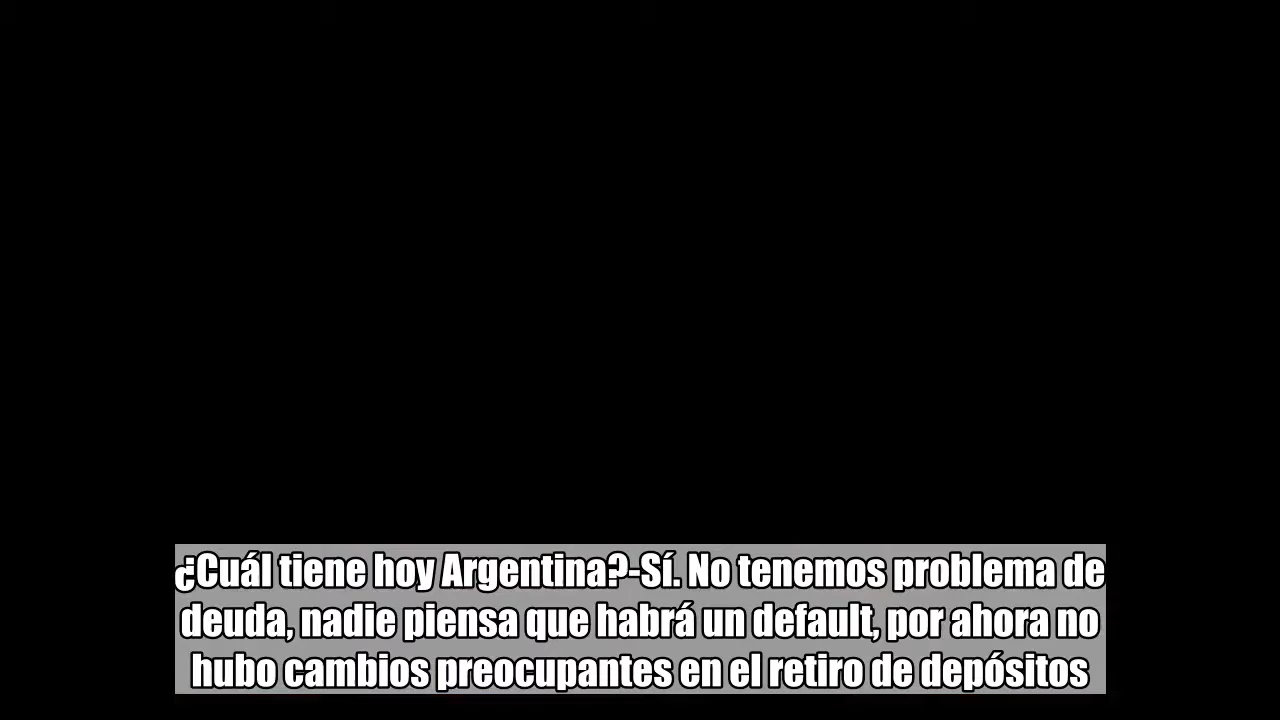 ¿Cuál tiene hoy Argentina?-Sí. No tenemos problema de
deuda, nadie piensa que habrá un default, por ahora no
hubo cambios preocupantes en el retiro de depósitos